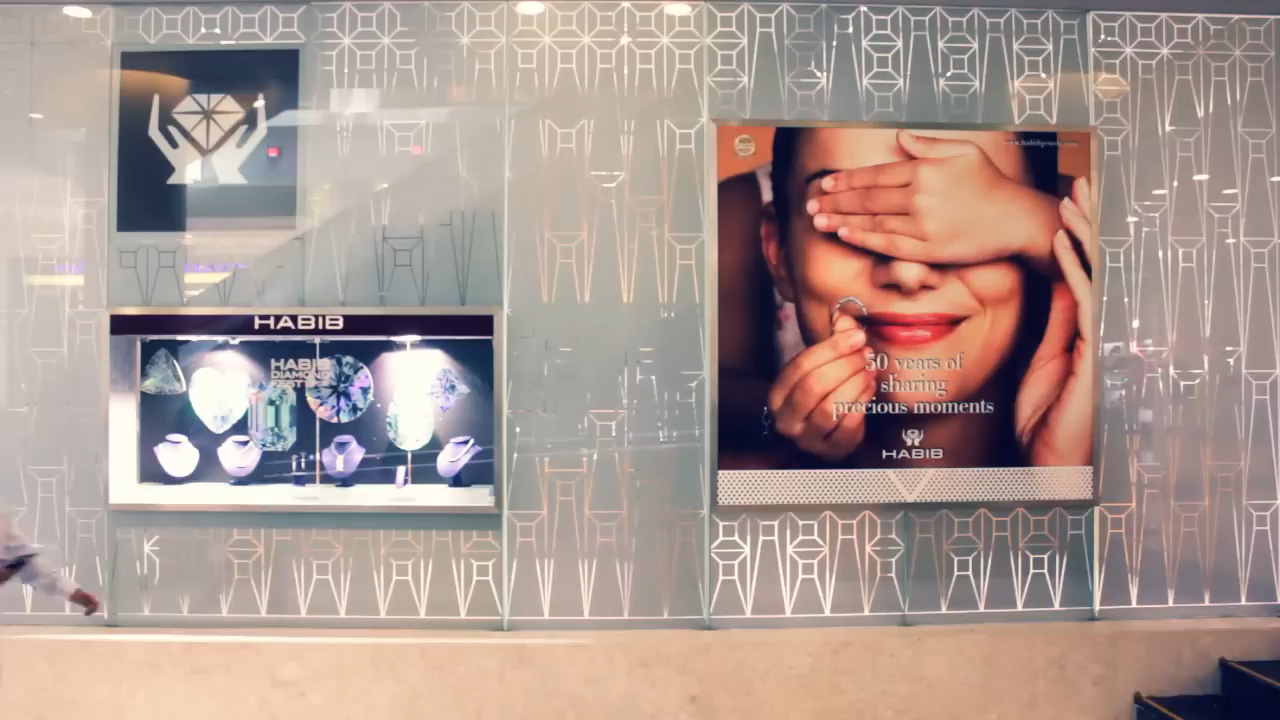 HABIB
HABIB
DIAMOND
50 years of
sharing
precious moments
HABIB